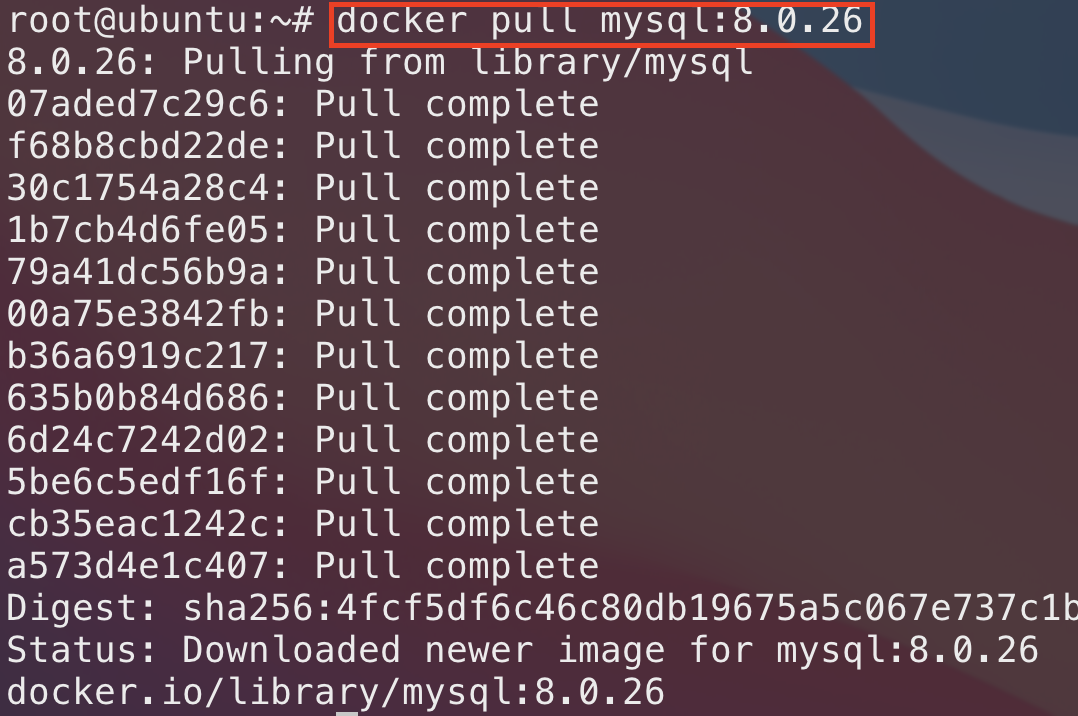 root@ubuntu:~# docker pull mysql:8.0.26
8.0.26: Pulling from library/mysql
07aded7c29c6: Pull complete
f68b8cbd22de: Pull complete
30c1754a28c4: Pull complete
1b7cb4d6fe05: Pull complete
79a41dc56b9a: Pull complete
00a75e3842fb: Pull complete
b36a6919c217: Pull complete
635b0b84d686: Pull complete
6d24c7242d02: Pull complete
5be6c5edf16f: Pull complete
cb35eac1242c: Pull complete
a573d4e1c407: Pull complete
Digest: sha256:4fcf5df6c46c80db19675a5c067e737c1b
Status: Downloaded newer image for mysql:8.0.26
docker.io/library/mysql:8.0.26